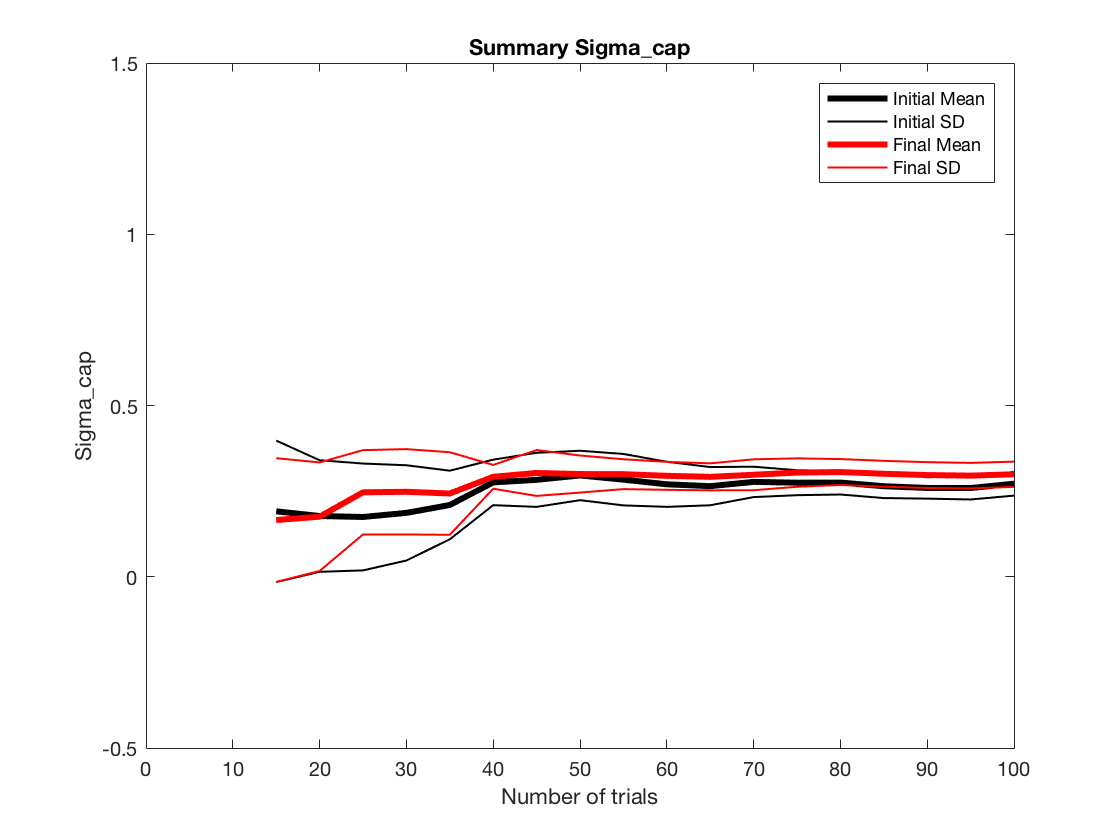 Summary Sigma_cap
1.5
1
0.5
0
-0.5
Sigma_cap
Initial Mean
Initial SD
Final Mean
Final SD
0 10 20 30 40 50 60 70 80 90 100
Number of trials